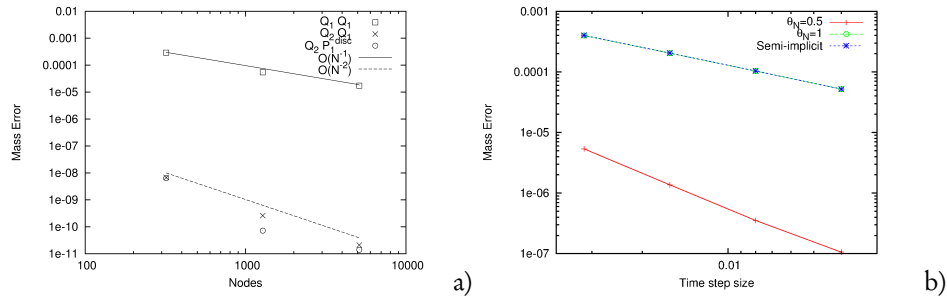 0.01
0.001
0.0001
1e-05
1e-06
1e-07
1e-08
1e-09
1e-10
1e-11
Mass Error
100
1000
10000
Nodes
Q1 Q1
Q2 Q1
Q2 P1disc
O(N-1)
O(N-2)
a)
0.001
0.0001
1e-05
1e-06
1e-07
Mass Error
0.01
Time step size
θN=0.5
θN=1
Semi-implicit
b)